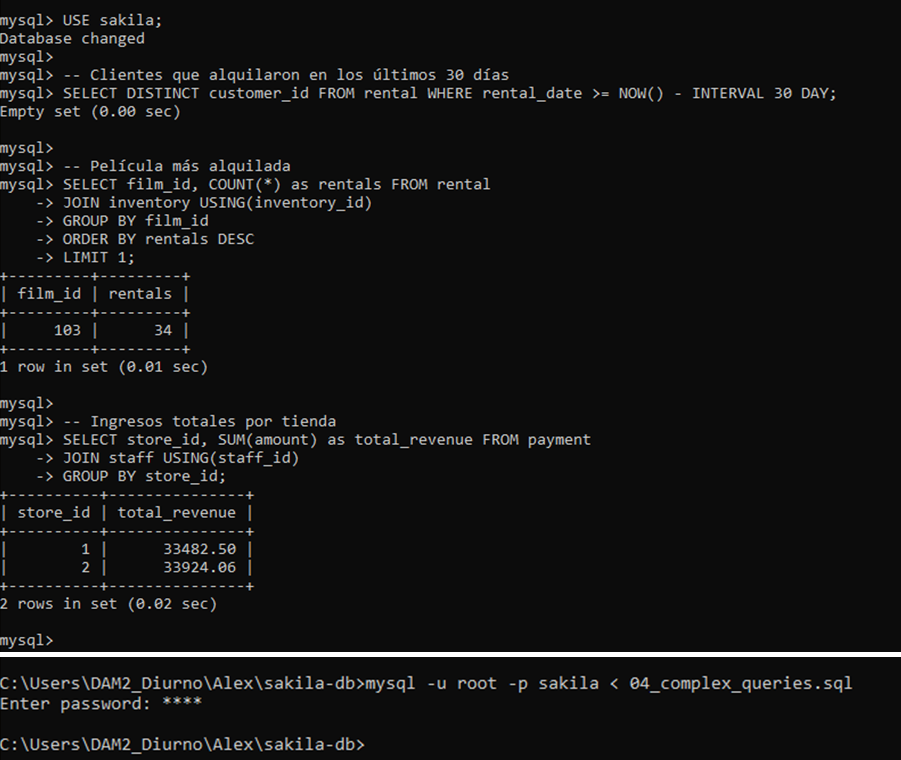 mysql> USE sakila;
Database changed
mysql>
mysql> -- Clientes que alquilaron en los últimos 30 días
mysql> SELECT DISTINCT customer_id FROM rental WHERE rental_date >= NOW() - INTERVAL 30 DAY;
Empty set (0.00 sec)

mysql>
mysql> -- Película más alquilada
mysql> SELECT film_id, COUNT(*) as rentals FROM rental
    -> JOIN inventory USING(inventory_id)
    -> GROUP BY film_id
    -> ORDER BY rentals DESC
    -> LIMIT 1;
+---------+---------+
| film_id | rentals |
+---------+---------+
|     103 |      34 |
+---------+---------+
1 row in set (0.01 sec)

mysql>
mysql> -- Ingresos totales por tienda
mysql> SELECT store_id, SUM(amount) as total_revenue FROM payment
    -> JOIN staff USING(staff_id)
    -> GROUP BY store_id;
+----------+---------------+
| store_id | total_revenue |
+----------+---------------+
|        1 |      33482.50 |
|        2 |      33924.06 |
+----------+---------------+
2 rows in set (0.02 sec)

mysql>
C:\Users\DAM2_Diurno\Alex\sakila-db>mysql -u root -p sakila < 04_complex_queries.sql
Enter password: ****

C:\Users\DAM2_Diurno\Alex\sakila-db>